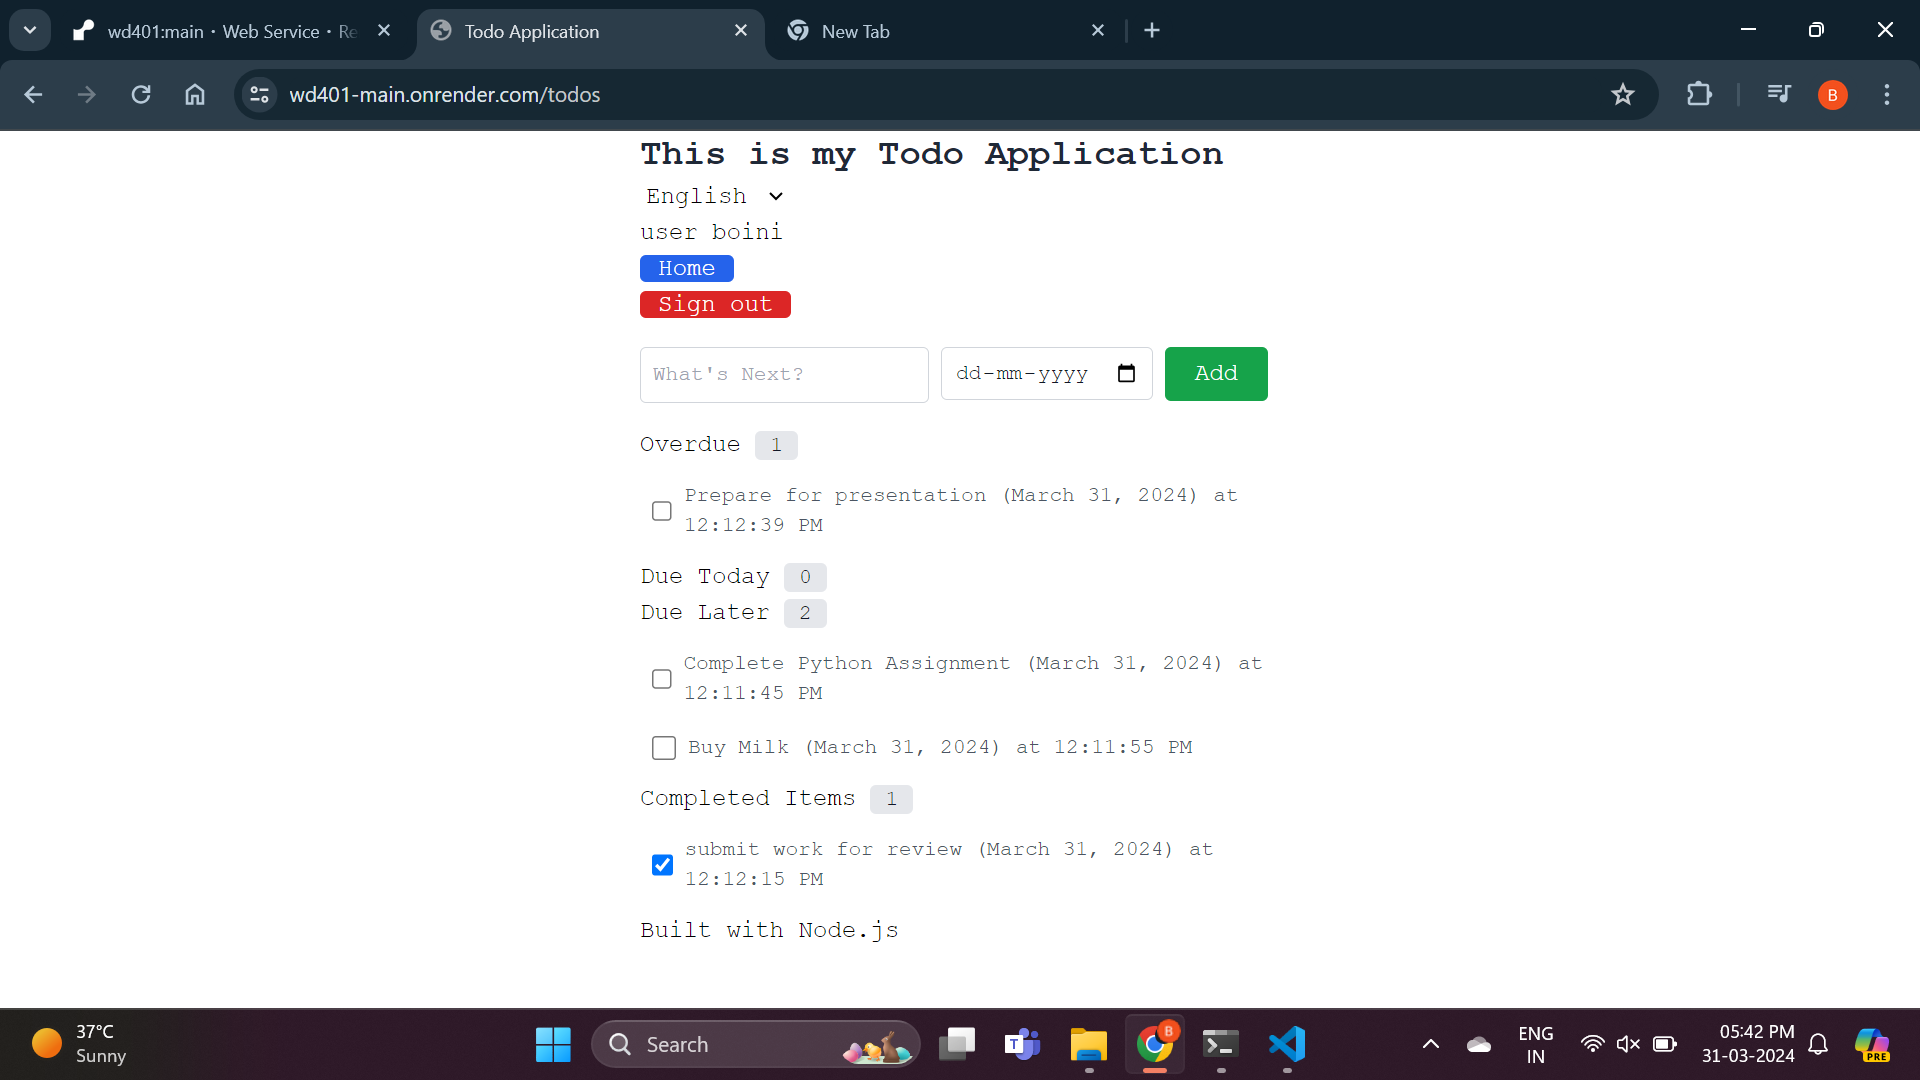 wd401:main · Web Service · Re
Todo Application
New Tab
wd401-main.onrender.com/todos
B
This is my Todo Application
English
user boini
Home
Sign out
What's Next?
dd-mm-yyyy
Add
Overdue 1
Prepare for presentation (March 31, 2024) at
12:12:39 PM
Due Today 0
Due Later 2
Complete Python Assignment (March 31, 2024) at
12:11:45 PM
Buy Milk (March 31, 2024) at 12:11:55 PM
Completed Items 1
submit work for review (March 31, 2024) at
12:12:15 PM
Built with Node.js
37°C
Sunny
Search
T
B
ENG
IN
05:42 PM
31-03-2024
PRE